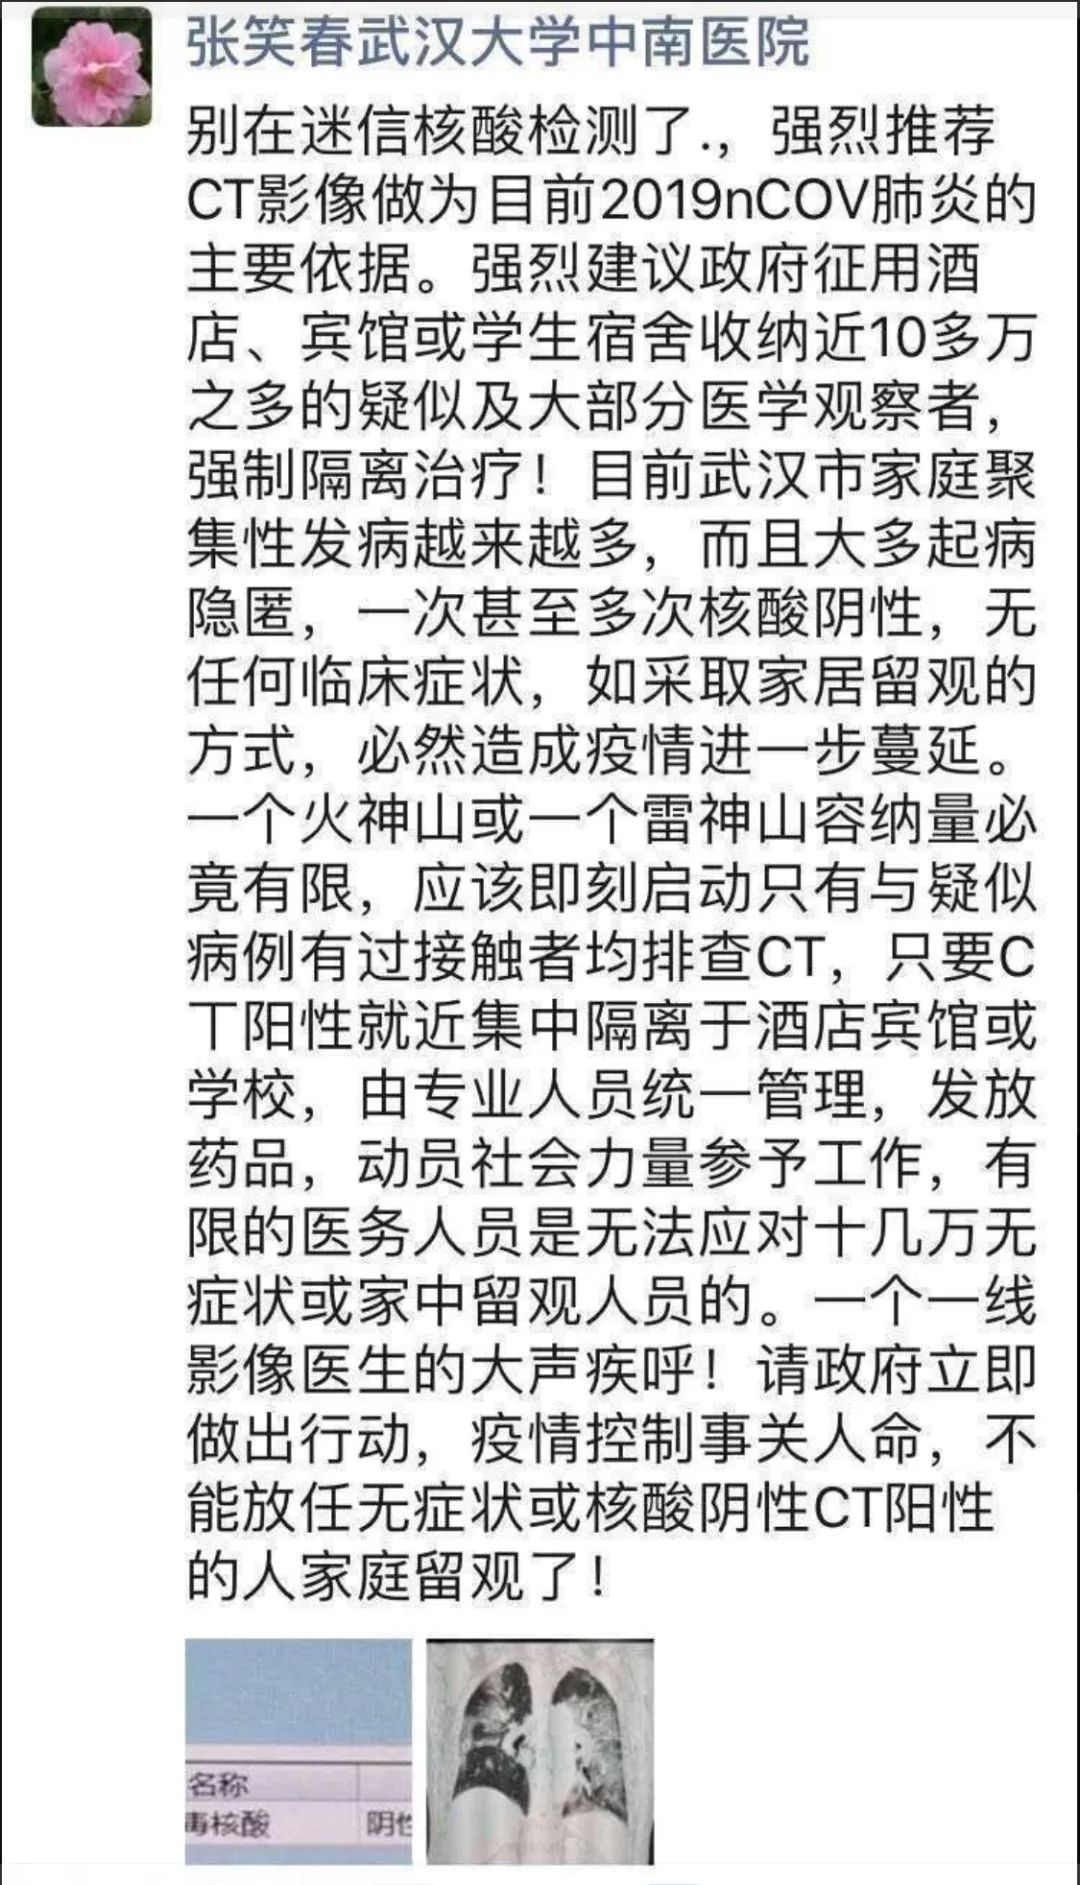 张笑春武汉大学中南医院
别在迷信核酸检测了.，强烈推荐
CT影像做为目前2019nCOV肺炎的
主要依据。强烈建议政府征用酒
店、宾馆或学生宿舍收纳近10多万
之多的疑似及大部分医学观察者，
强制隔离治疗！目前武汉市家庭聚
集性发病越来越多，而且大多起病
隐匿，一次甚至多次核酸阴性，无
任何临床症状，如采取家居留观的
方式，必然造成疫情进一步蔓延。
一个火神山或一个雷神山容纳量必
竟有限，应该即刻启动只有与疑似
病例有过接触者均排查CT，只要C
T阳性就近集中隔离于酒店宾馆或
学校，由专业人员统一管理，发放
药品，动员社会力量参予工作，有
限的医务人员是无法应对十几万无
症状或家中留观人员的。一个一线
影像医生的大声疾呼！请政府立即
做出行动，疫情控制事关人命，不
能放任无症状或核酸阴性CT阳性
的人家庭留观了！
名称
毒核酸 阴性